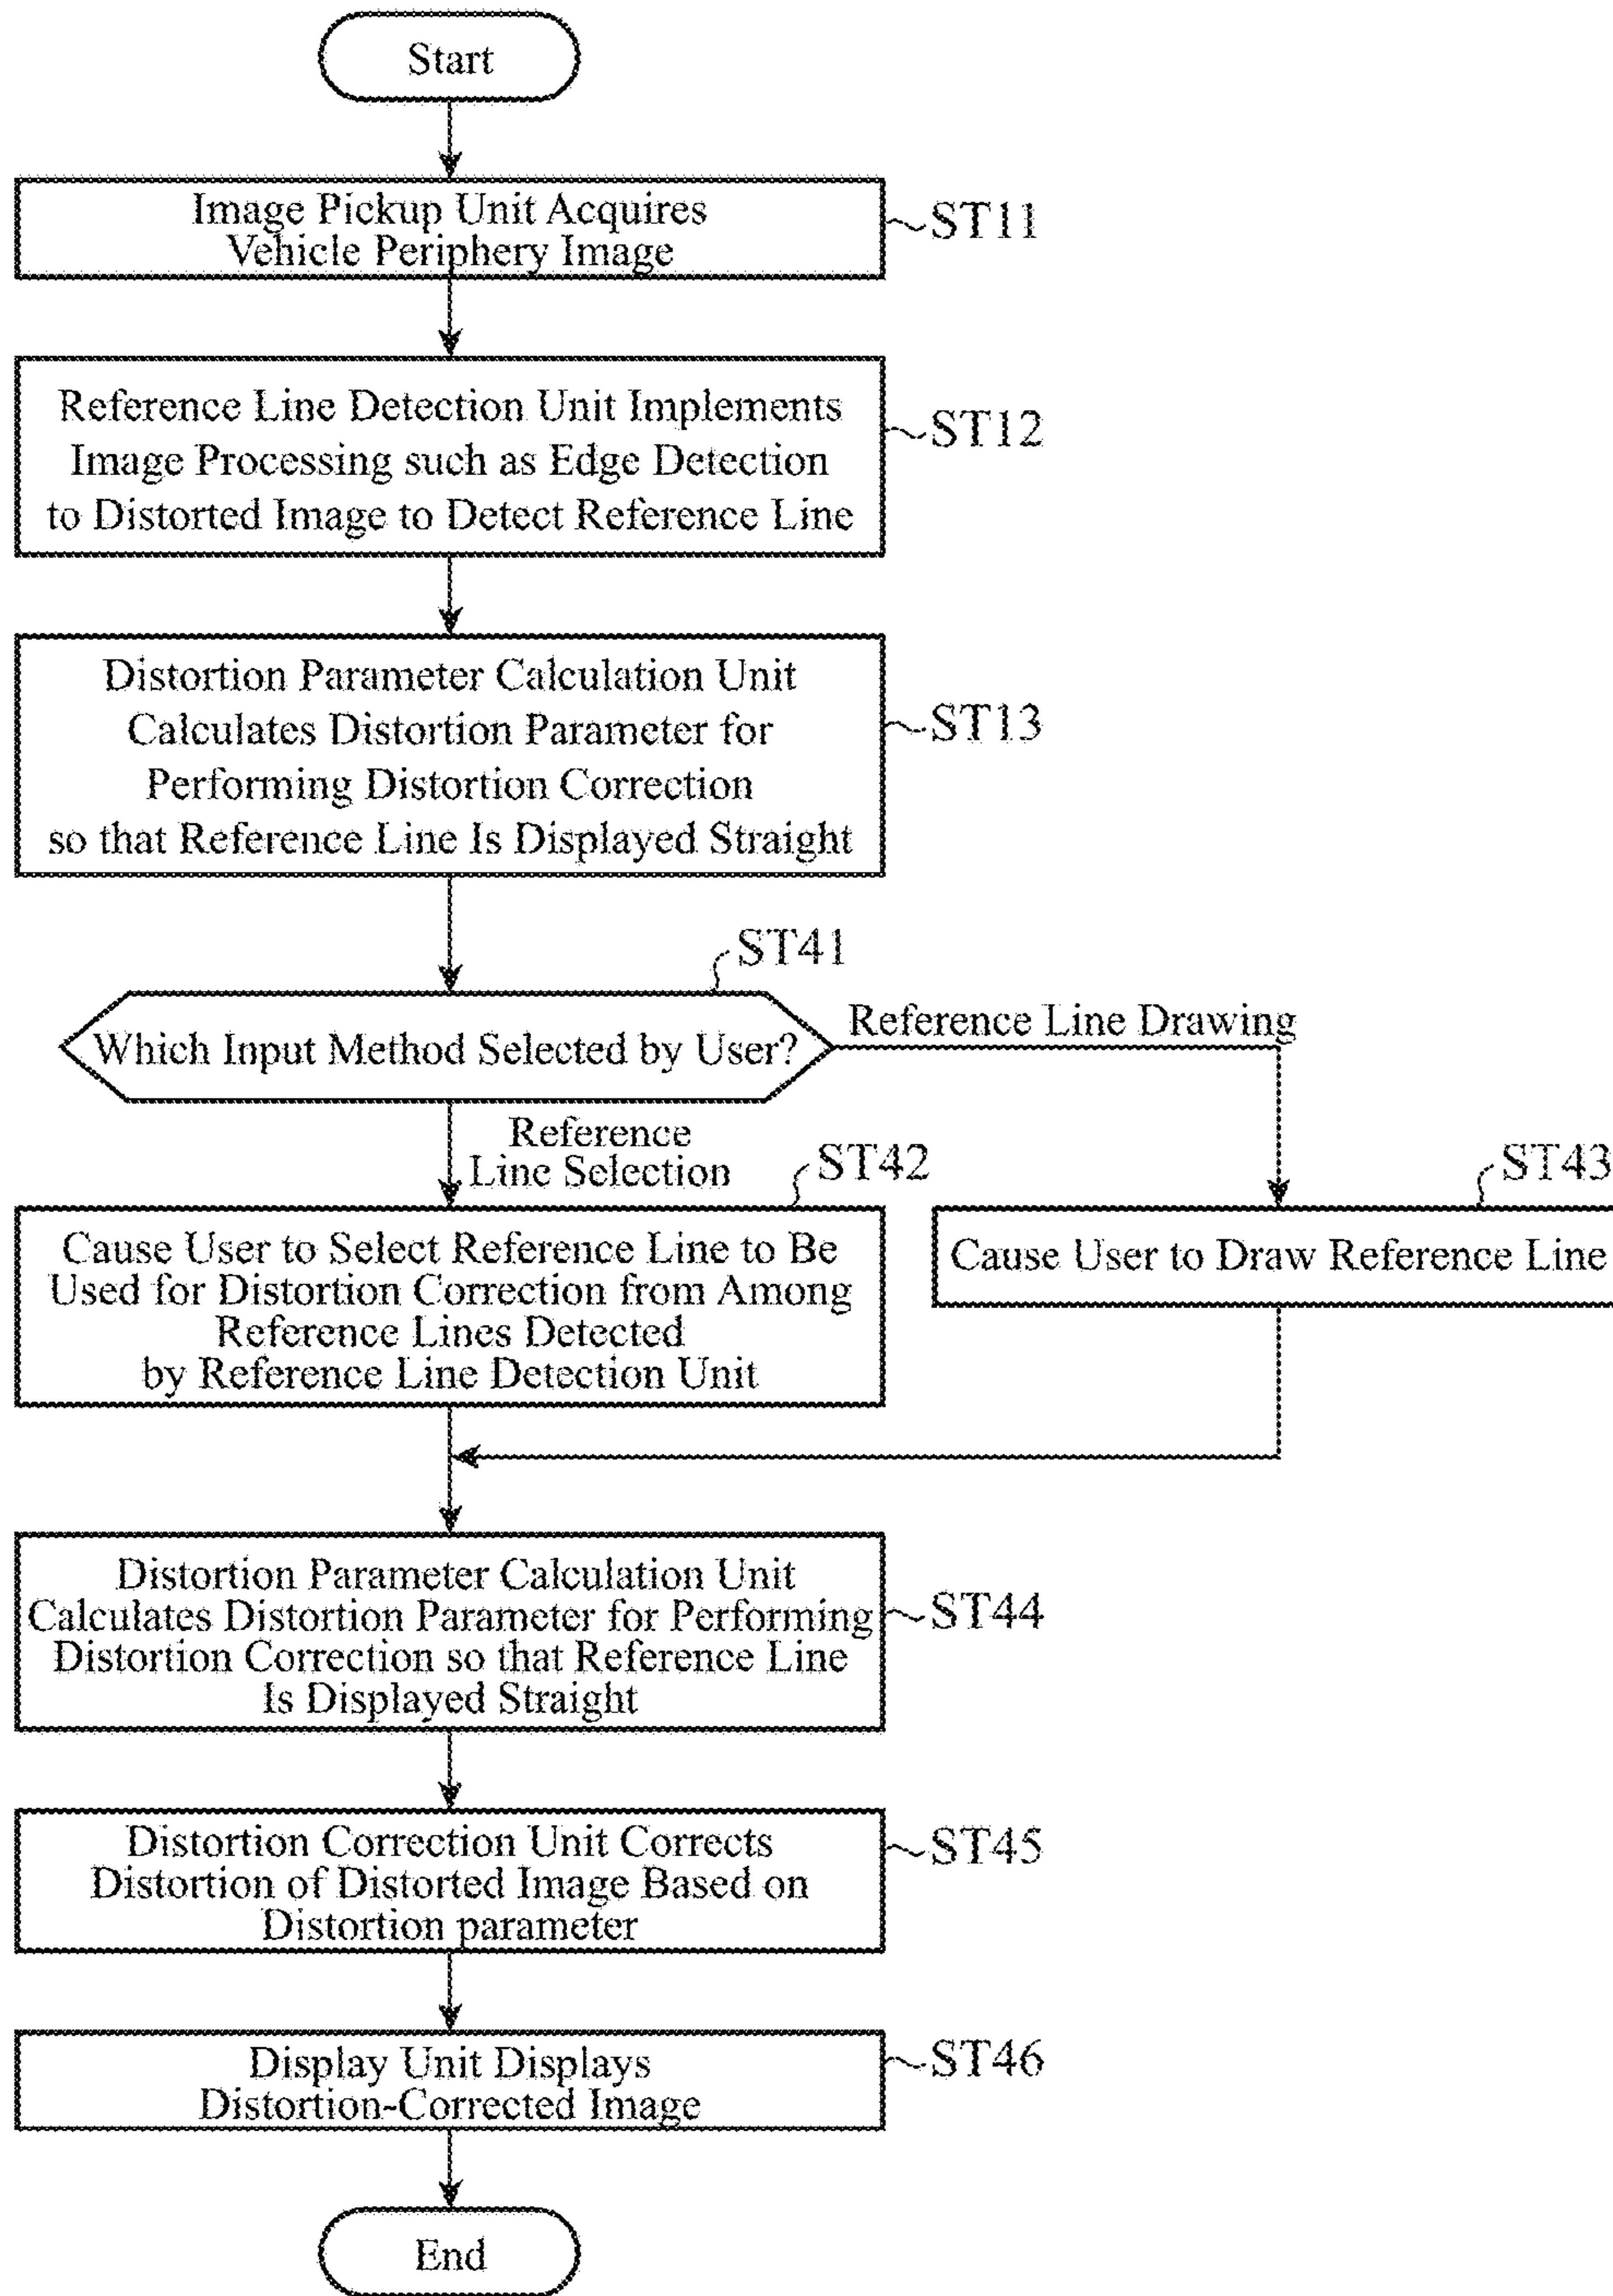 Start
Image Pickup Unit Acquires
Vehicle Periphery Image
ST11
Reference Line Detection Unit Implements
Image Processing such as Edge Detection
to Distorted Image to Detect Reference Line
ST12
Distortion Parameter Calculation Unit
Calculates Distortion Parameter for
Performing Distortion Correction
so that Reference Line Is Displayed Straight
ST13
ST41
Which Input Method Selected by User?
Reference Line Drawing
Reference
Line Selection
ST42
ST43
Cause User to Select Reference Line to Be
Used for Distortion Correction from Among
Reference Lines Detected
by Reference Line Detection Unit
Cause User to Draw Reference Line
Distortion Parameter Calculation Unit
Calculates Distortion Parameter for Performing
Distortion Correction so that Reference Line
Is Displayed Straight
ST44
Distortion Correction Unit Corrects
Distortion of Distorted Image Based on
Distortion parameter
ST45
Display Unit Displays
Distortion-Corrected Image
ST46
End